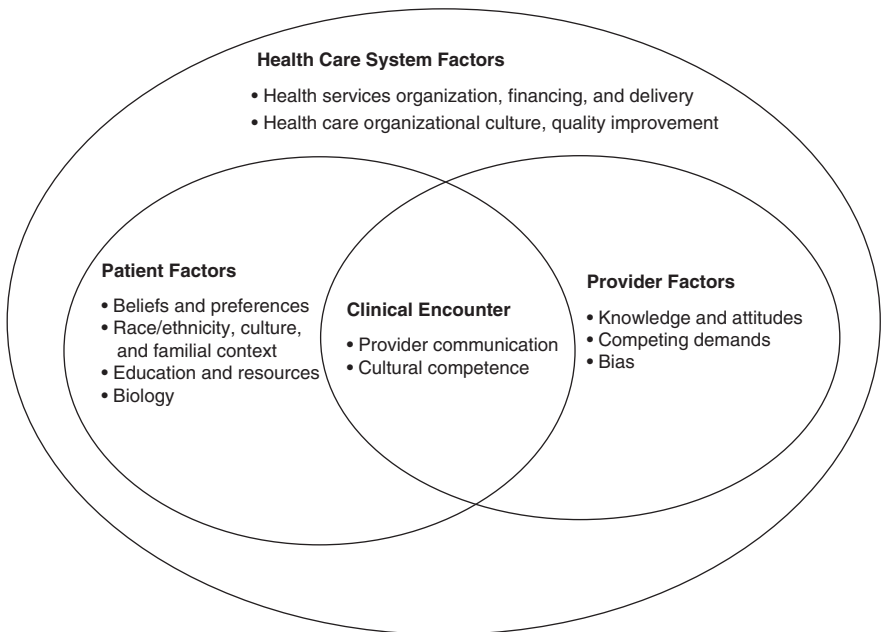 Health Care System Factors
• Health services organization, financing, and delivery
• Health care organizational culture, quality improvement
Patient Factors
• Beliefs and preferences
• Race/ethnicity, culture,
and familial context
• Education and resources
• Biology
Clinical Encounter
• Provider communication
• Cultural competence
Provider Factors
• Knowledge and attitudes
• Competing demands
• Bias